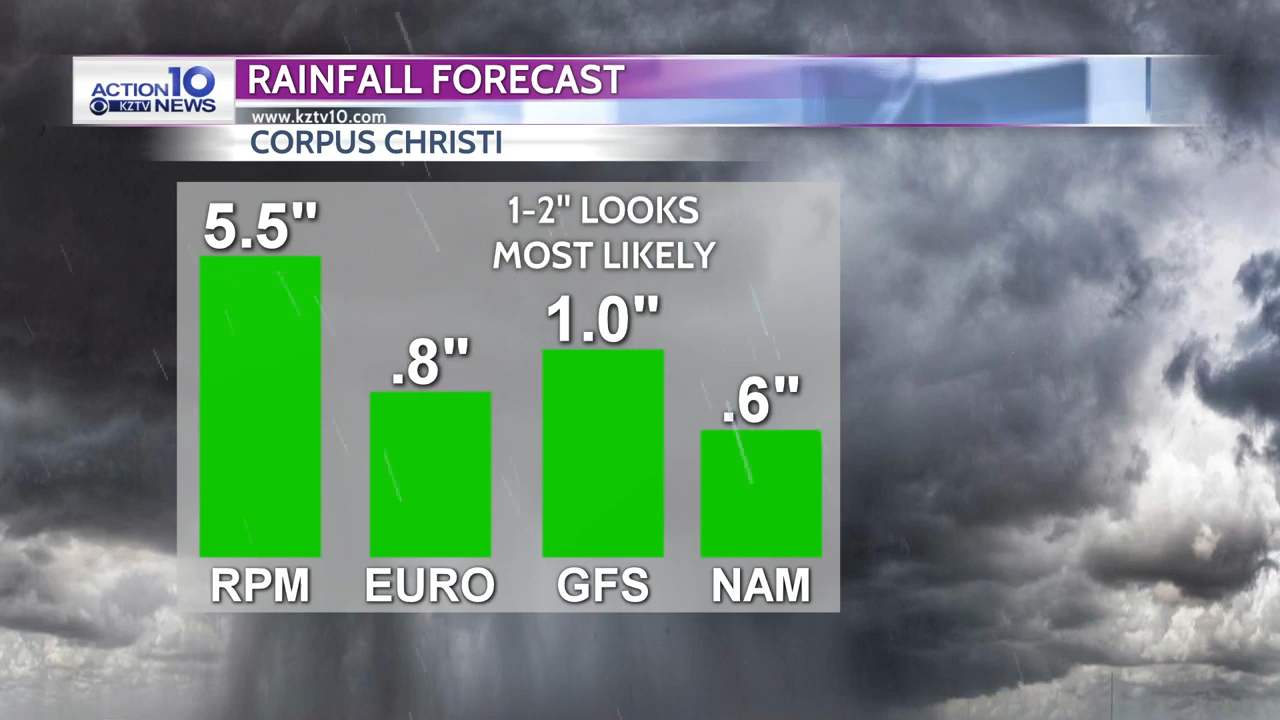 ACTION 10
KZTV NEWS
RAINFALL FORECAST
www.kztv10.com
CORPUS CHRISTI
1-2" LOOKS
MOST LIKELY
5.5"
.8"
1.0"
.6"
RPM
EURO
GFS
NAM